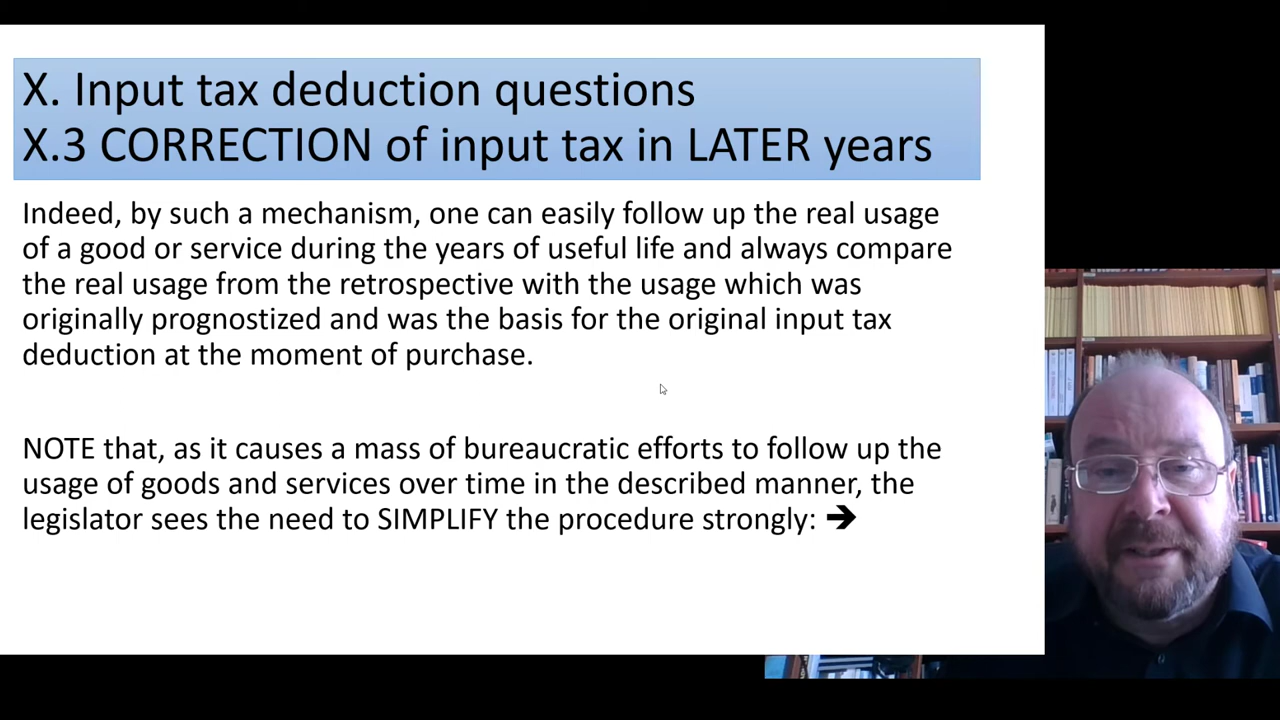 X. Input tax deduction questions
X.3 CORRECTION of input tax in LATER years
Indeed, by such a mechanism, one can easily follow up the real usage
of a good or service during the years of useful life and always compare
the real usage from the retrospective with the usage which was
originally prognostized and was the basis for the original input tax
deduction at the moment of purchase.
NOTE that, as it causes a mass of bureaucratic efforts to follow up the
usage of goods and services over time in the described manner, the
legislator sees the need to SIMPLIFY the procedure strongly: ➔